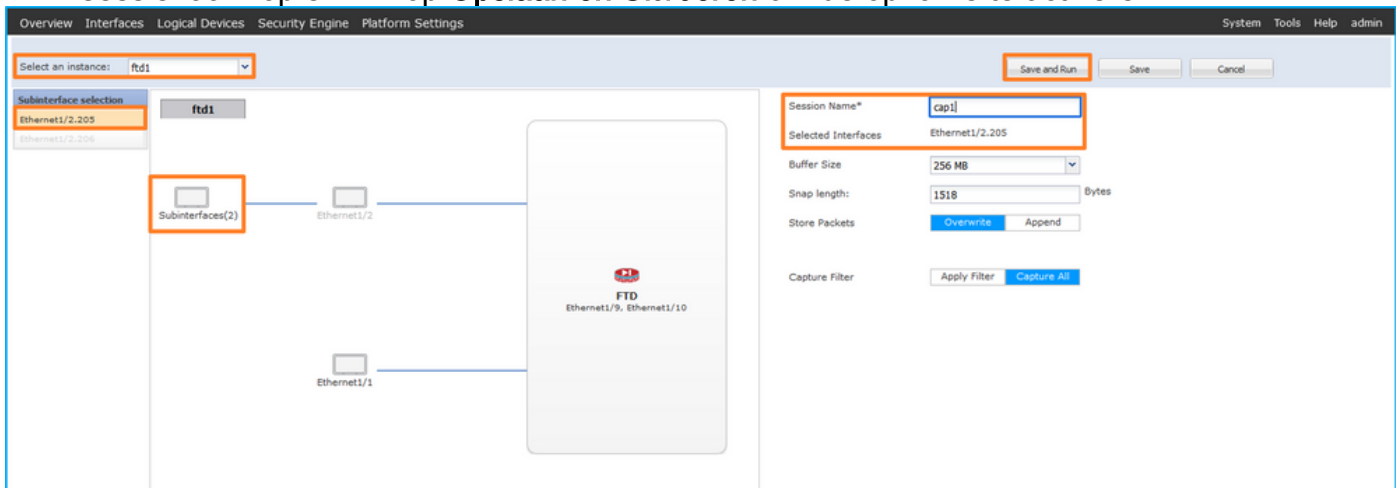 Overview Interfaces Logical Devices Security Engine Platform Settings System Tools Help admin
Select an instance: ftd1 Save and Run Save Cancel
Subinterface selection
Ethernet1/2.205
Ethernet1/2.206
ftd1
Subinterfaces(2)
Ethernet1/2
Ethernet1/1
FTD
Ethernet1/9, Ethernet1/10
Session Name* cap1
Selected Interfaces Ethernet1/2.205
Buffer Size 256 MB
Snap length: 1518 Bytes
Store Packets Overwrite Append
Capture Filter Apply Filter Capture All